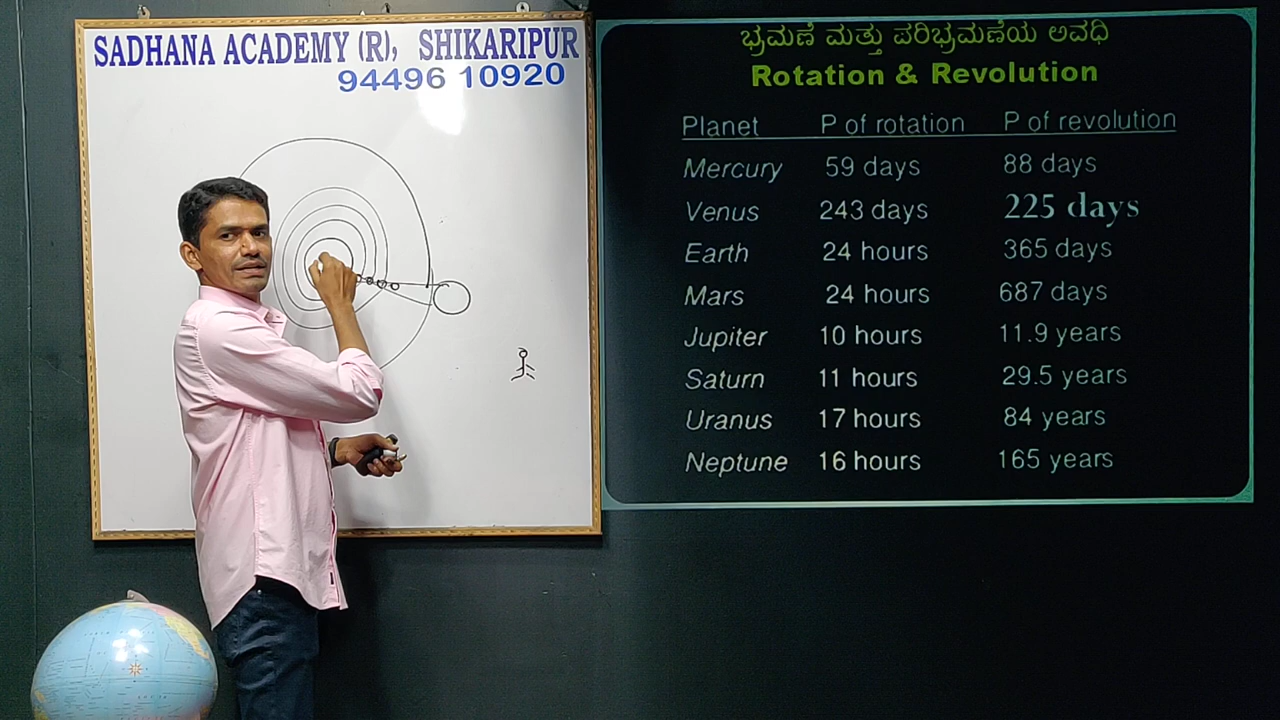 SADHANA ACADEMY (R), SHIKARIPUR
94496 10920
ಭ್ರಮಣೆ ಮತ್ತು ಪರಿಭ್ರಮಣೆಯ ಅವಧಿ
Rotation & Revolution
Planet P of rotation P of revolution
Mercury 59 days 88 days
Venus 243 days 225 days
Earth 24 hours 365 days
Mars 24 hours 687 days
Jupiter 10 hours 11.9 years
Saturn 11 hours 29.5 years
Uranus 17 hours 84 years
Neptune 16 hours 165 years